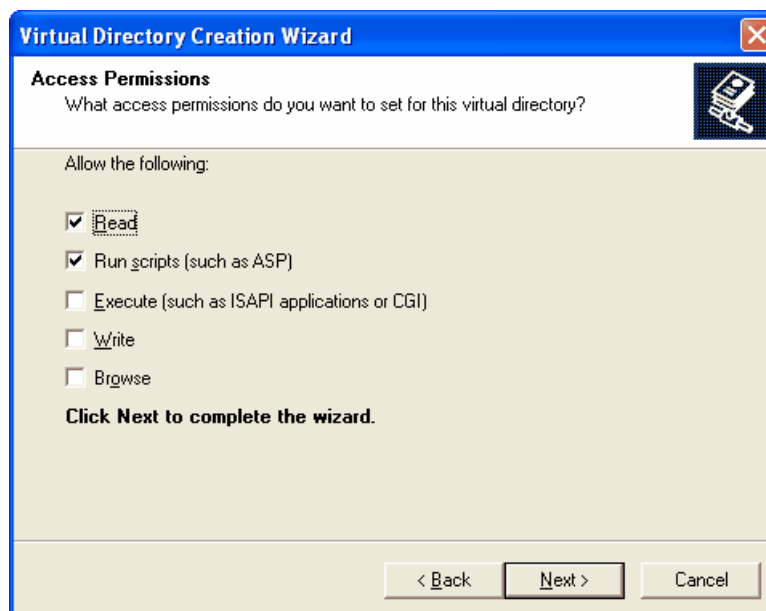 Virtual Directory Creation Wizard
Access Permissions
What access permissions do you want to set for this virtual directory?
Allow the following:
Read
Run scripts (such as ASP)
Execute (such as ISAPI applications or CGI)
Write
Browse
Click Next to complete the wizard.
< Back Next > Cancel